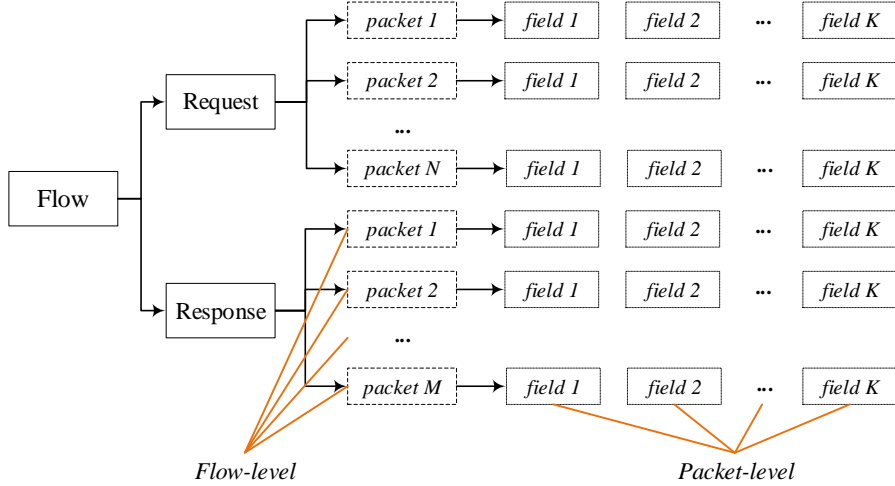 packet 1 field 1 field 2 ... field K
Request packet 2 field 1 field 2 ... field K
...
packet N field 1 field 2 ... field K
Flow
packet 1 field 1 field 2 ... field K
packet 2 field 1 field 2 ... field K
Response
...
packet M field 1 field 2 ... field K
Flow-level Packet-level